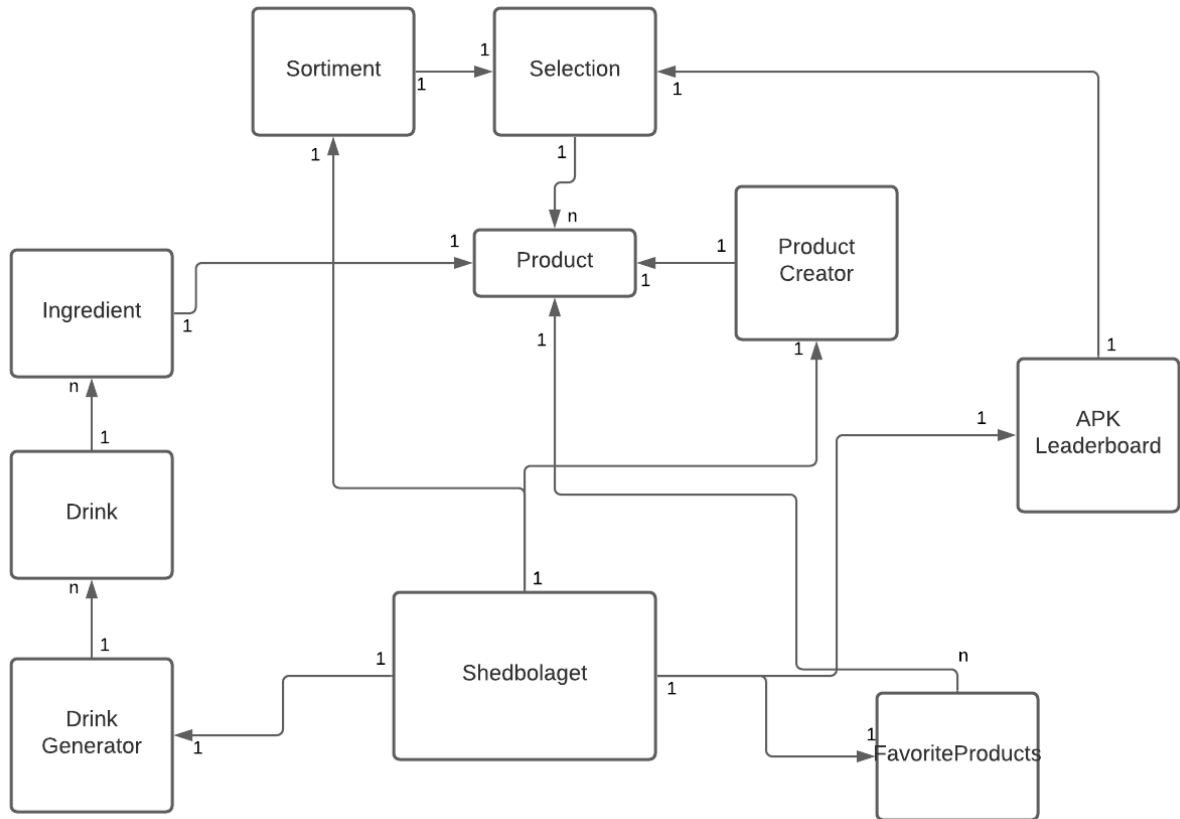 Sortiment
Selection
1
1
1
1
1
1
n
Product
Creator
1
1
Product
1
Ingredient
1
1
1
1
n
1
APK
Leaderboard
1
Drink
n
1
1
n
1
1
Shedbolaget
1
Drink
Generator
1
1
FavoriteProducts